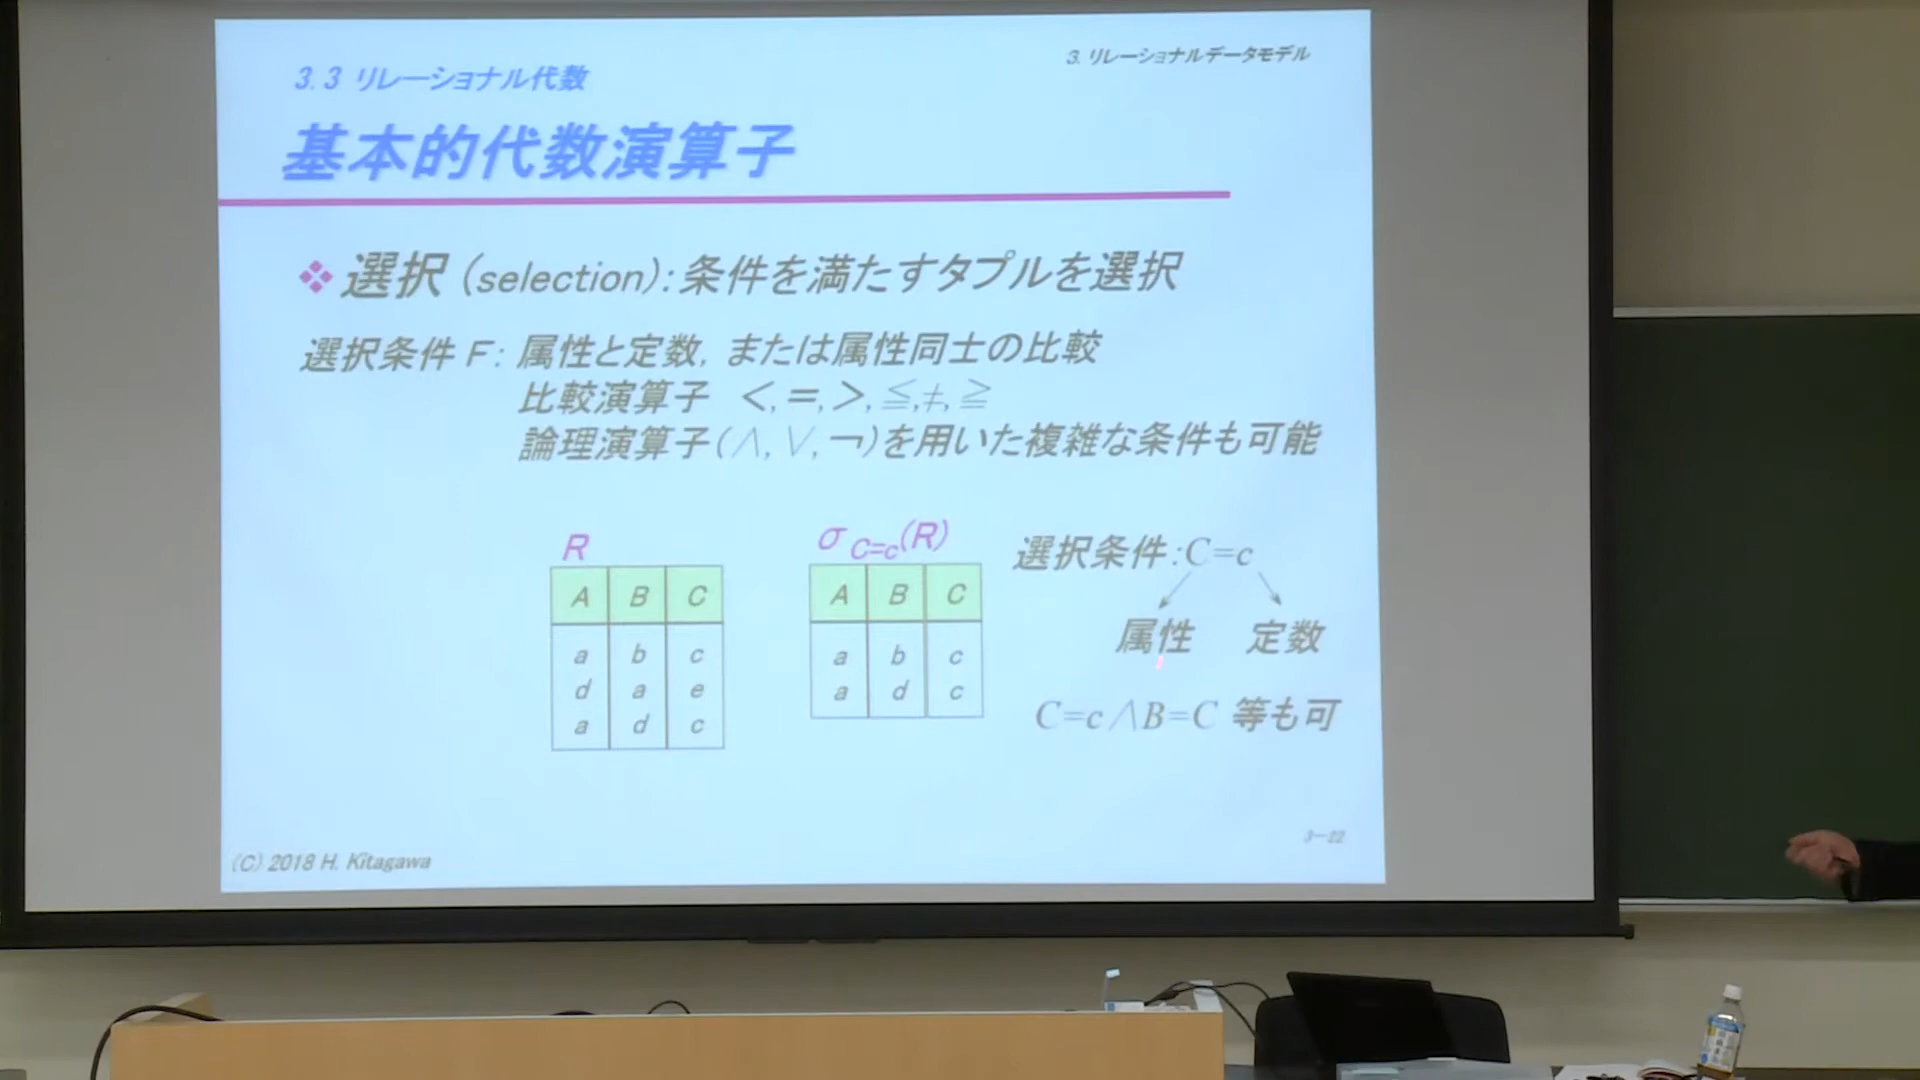 3. リレーショナルデータモデル
3.3 リレーショナル代数
基本的代数演算子
❖ 選択 (selection): 条件を満たすタプルを選択
選択条件 F: 属性と定数, または属性同士の比較
比較演算子 <, =, >, ≦, ≠, ≧
論理演算子(∧, ∨, ¬)を用いた複雑な条件も可能
R
A B C
a b c
d a e
a d c
σ C=c(R)
A B C
a b c
a d c
選択条件:C=c
属性 定数
C=c∧B=C 等も可
3-22
(C) 2018 H. Kitagawa